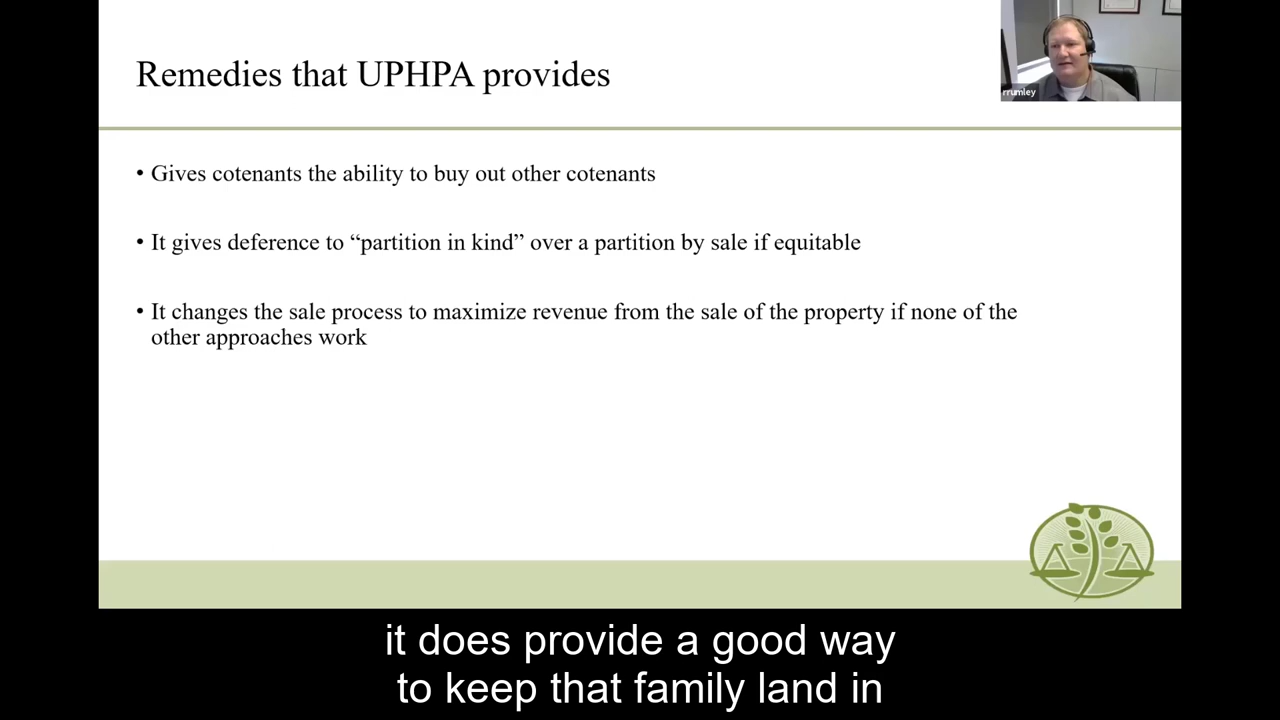 Remedies that UPHPA provides
rrumley
• Gives cotenants the ability to buy out other cotenants
• It gives deference to “partition in kind” over a partition by sale if equitable
• It changes the sale process to maximize revenue from the sale of the property if none of the
other approaches work
it does provide a good way
to keep that family land in